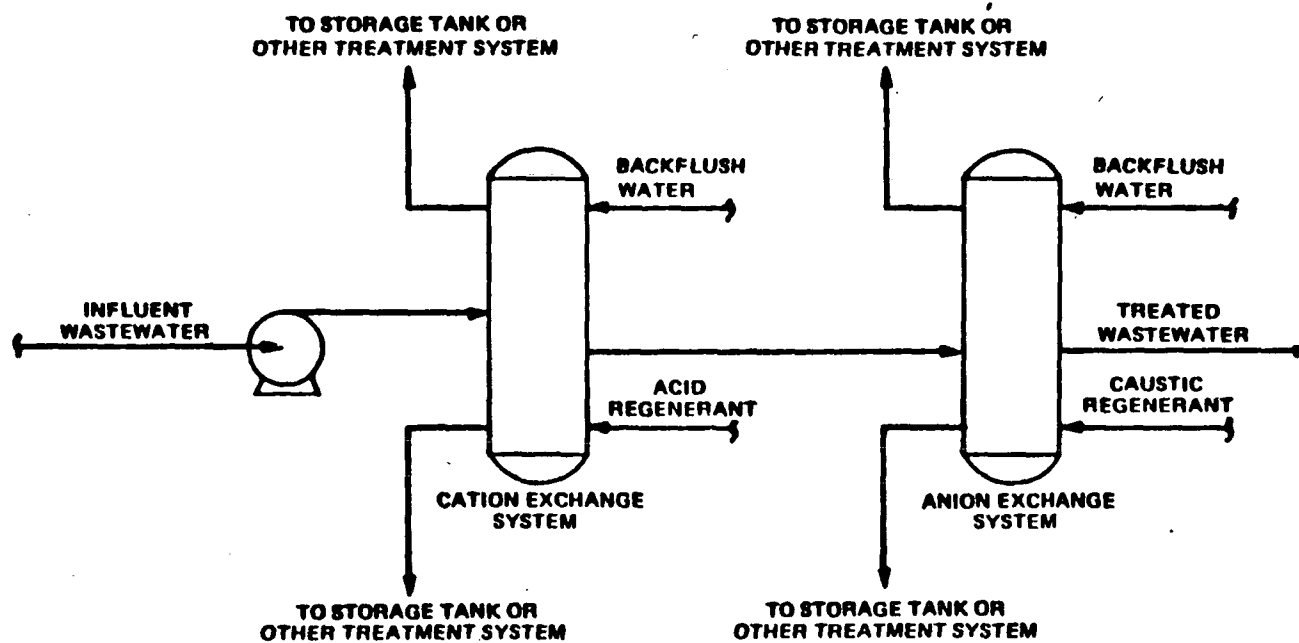 TO STORAGE TANK OR
OTHER TREATMENT SYSTEM
TO STORAGE TANK OR
OTHER TREATMENT SYSTEM
BACKFLUSH
WATER
BACKFLUSH
WATER
INFLUENT
WASTEWATER
TREATED
WASTEWATER
ACID
REGENERANT
CAUSTIC
REGENERANT
CATION EXCHANGE
SYSTEM
ANION EXCHANGE
SYSTEM
TO STORAGE TANK OR
OTHER TREATMENT SYSTEM
TO STORAGE TANK OR
OTHER TREATMENT SYSTEM